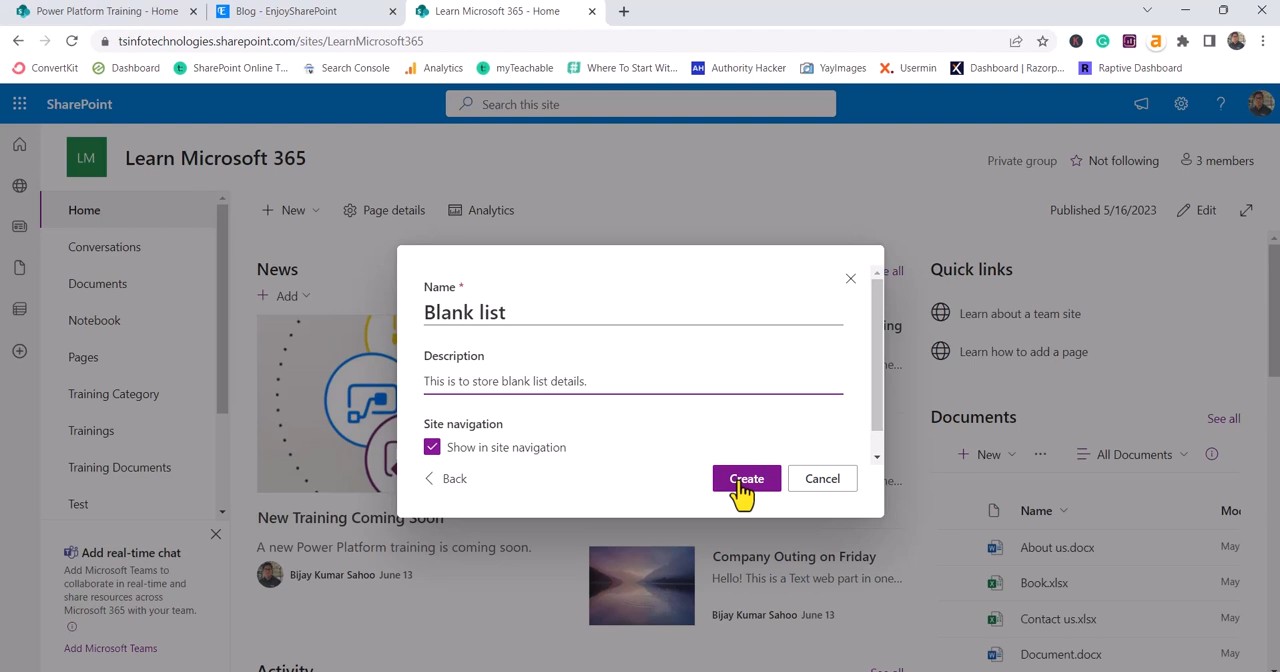 Power Platform Training - Home
Blog - EnjoySharePoint
Learn Microsoft 365 - Home
tsinfotechnologies.sharepoint.com/sites/LearnMicrosoft365
ConvertKit
Dashboard
SharePoint Online T...
Search Console
Analytics
myTeachable
Where To Start Wit...
AH
Authority Hacker
YayImages
Usermin
Dashboard | Razorp...
R
Raptive Dashboard
SharePoint
Search this site
LM
Learn Microsoft 365
Private group
Not following
3 members
Home
Conversations
Documents
Notebook
Pages
Training Category
Trainings
Training Documents
Test
Add real-time chat
Add Microsoft Teams to
collaborate in real-time and
share resources across
Microsoft 365 with your team.
Add Microsoft Teams
New
Page details
Analytics
Published 5/16/2023
Edit
News
Add
e all
ing
ne...
ne...
Name *
Blank list
Description
This is to store blank list details.
Site navigation
Show in site navigation
Back
Create
Cancel
New Training Coming Soon
A new Power Platform training is coming soon.
Bijay Kumar Sahoo June 13
Company Outing on Friday
Hello! This is a Text web part in one...
Bijay Kumar Sahoo June 13
Activity
Quick links
Learn about a team site
Learn how to add a page
Documents
See all
New
All Documents
Name
About us.docx
May
Book.xlsx
May
Contact us.xlsx
May
Document.docx
May